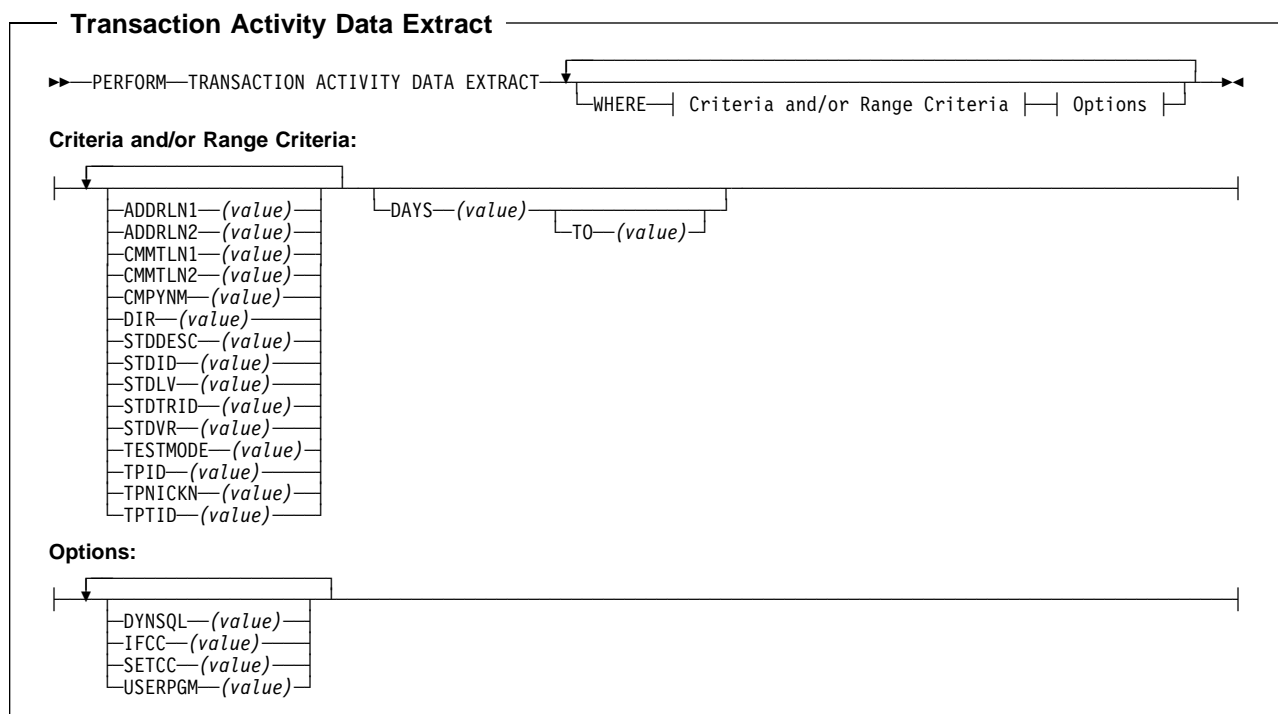 Transaction Activity Data Extract
PERFORM TRANSACTION ACTIVITY DATA EXTRACT
WHERE Criteria and/or Range Criteria Options
Criteria and/or Range Criteria:
ADDRLN1 (value) DAYS (value)
ADDRLN2 (value) TO (value)
CMMTLN1 (value)
CMMTLN2 (value)
CMPYNM (value)
DIR (value)
STDDESC (value)
STDID (value)
STDLV (value)
STDTRID (value)
STDVR (value)
TESTMODE (value)
TPID (value)
TPNICKN (value)
TPTID (value)
Options:
DYNSQL (value)
IFCC (value)
SETCC (value)
USERPGM (value)